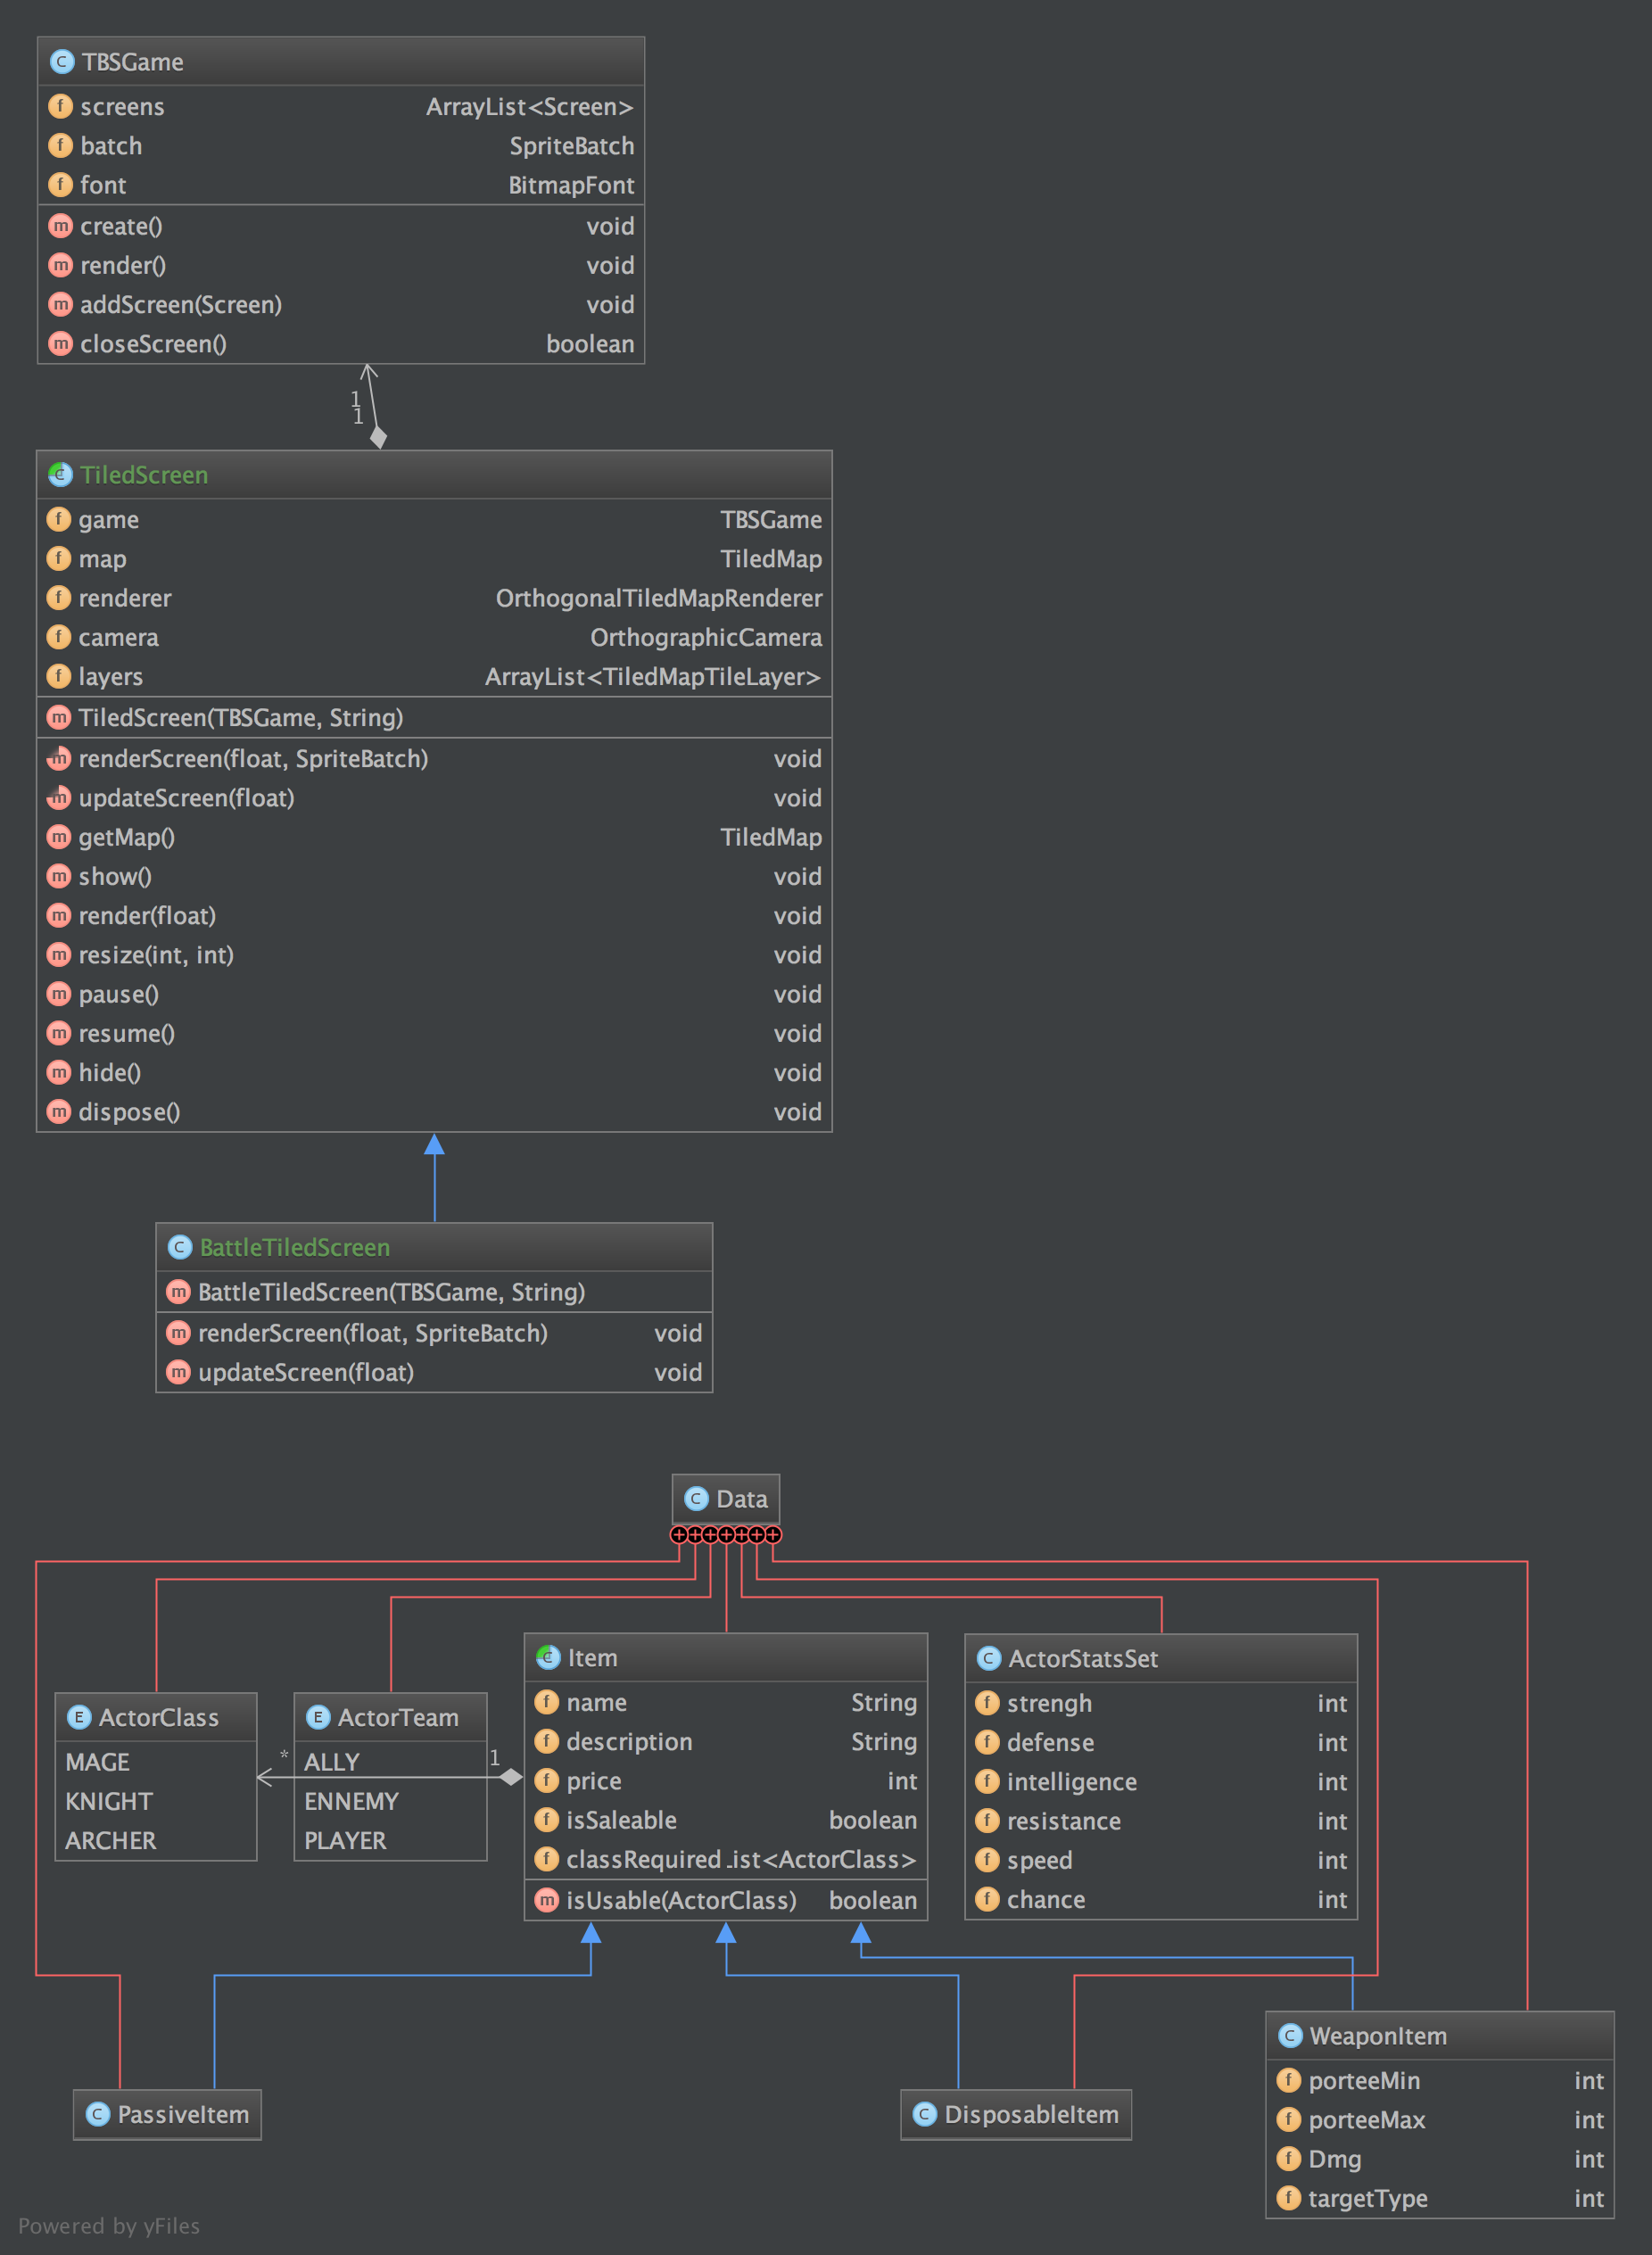 TBSGame
screens ArrayList<Screen>
batch SpriteBatch
font BitmapFont
create() void
render() void
addScreen(Screen) void
closeScreen() boolean
1
1
TiledScreen
game TBSGame
map TiledMap
renderer OrthogonalTiledMapRenderer
camera OrthographicCamera
layers ArrayList<TiledMapTileLayer>
TiledScreen(TBSGame, String)
renderScreen(float, SpriteBatch) void
updateScreen(float) void
getMap() TiledMap
show() void
render(float) void
resize(int, int) void
pause() void
resume() void
hide() void
dispose() void
BattleTiledScreen
BattleTiledScreen(TBSGame, String)
renderScreen(float, SpriteBatch) void
updateScreen(float) void
Data
ActorClass
MAGE
KNIGHT
ARCHER
*
ActorTeam
ALLY
ENNEMY
PLAYER
1
Item
name String
description String
price int
isSaleable boolean
classRequired ist<ActorClass>
isUsable(ActorClass) boolean
ActorStatsSet
strengh int
defense int
intelligence int
resistance int
speed int
chance int
PassiveItem
DisposableItem
WeaponItem
porteeMin int
porteeMax int
Dmg int
targetType int
Powered by yFiles